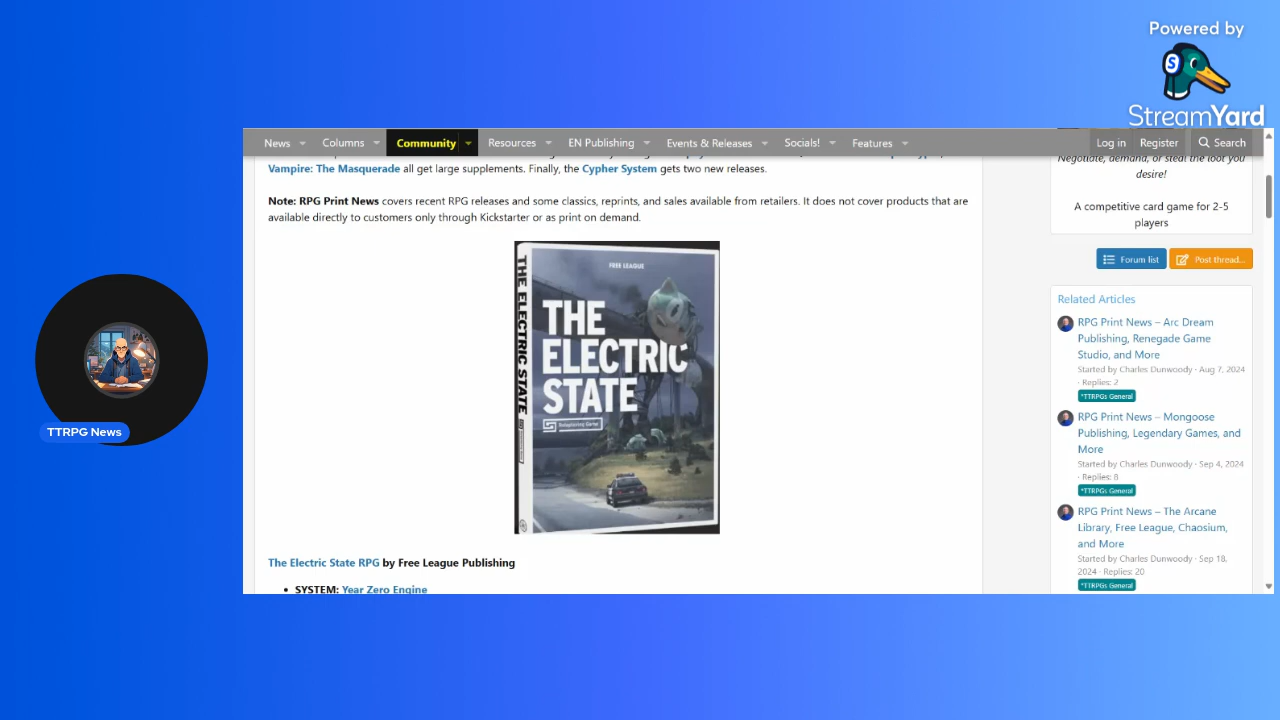 Powered by
StreamYard
News
Columns
Community
Resources
EN Publishing
Events & Releases
Socials!
Features
Log in
Register
Search
Vampire: The Masquerade all get large supplements. Finally, the Cypher System gets two new releases.
Note: RPG Print News covers recent RPG releases and some classics, reprints, and sales available from retailers. It does not cover products that are
available directly to customers only through Kickstarter or as print on demand.
FREE LEAGUE
THE ELECTRIC STATE
THE
ELECTRIC
STATE
Roleplaying Game
The Electric State RPG by Free League Publishing
• SYSTEM: Year Zero Engine
Negotiate, demand, or steal the loot you
desire!
A competitive card game for 2-5
players
Forum list
Post thread...
Related Articles
RPG Print News – Arc Dream
Publishing, Renegade Game
Studio, and More
Started by Charles Dunwoody · Aug 7, 2024
· Replies: 2
*TTRPGs General
RPG Print News – Mongoose
Publishing, Legendary Games, and
More
Started by Charles Dunwoody · Sep 4, 2024
· Replies: 8
*TTRPGs General
RPG Print News – The Arcane
Library, Free League, Chaosium,
and More
Started by Charles Dunwoody · Sep 18,
2024 · Replies: 20
*TTRPGs General
TTRPG News